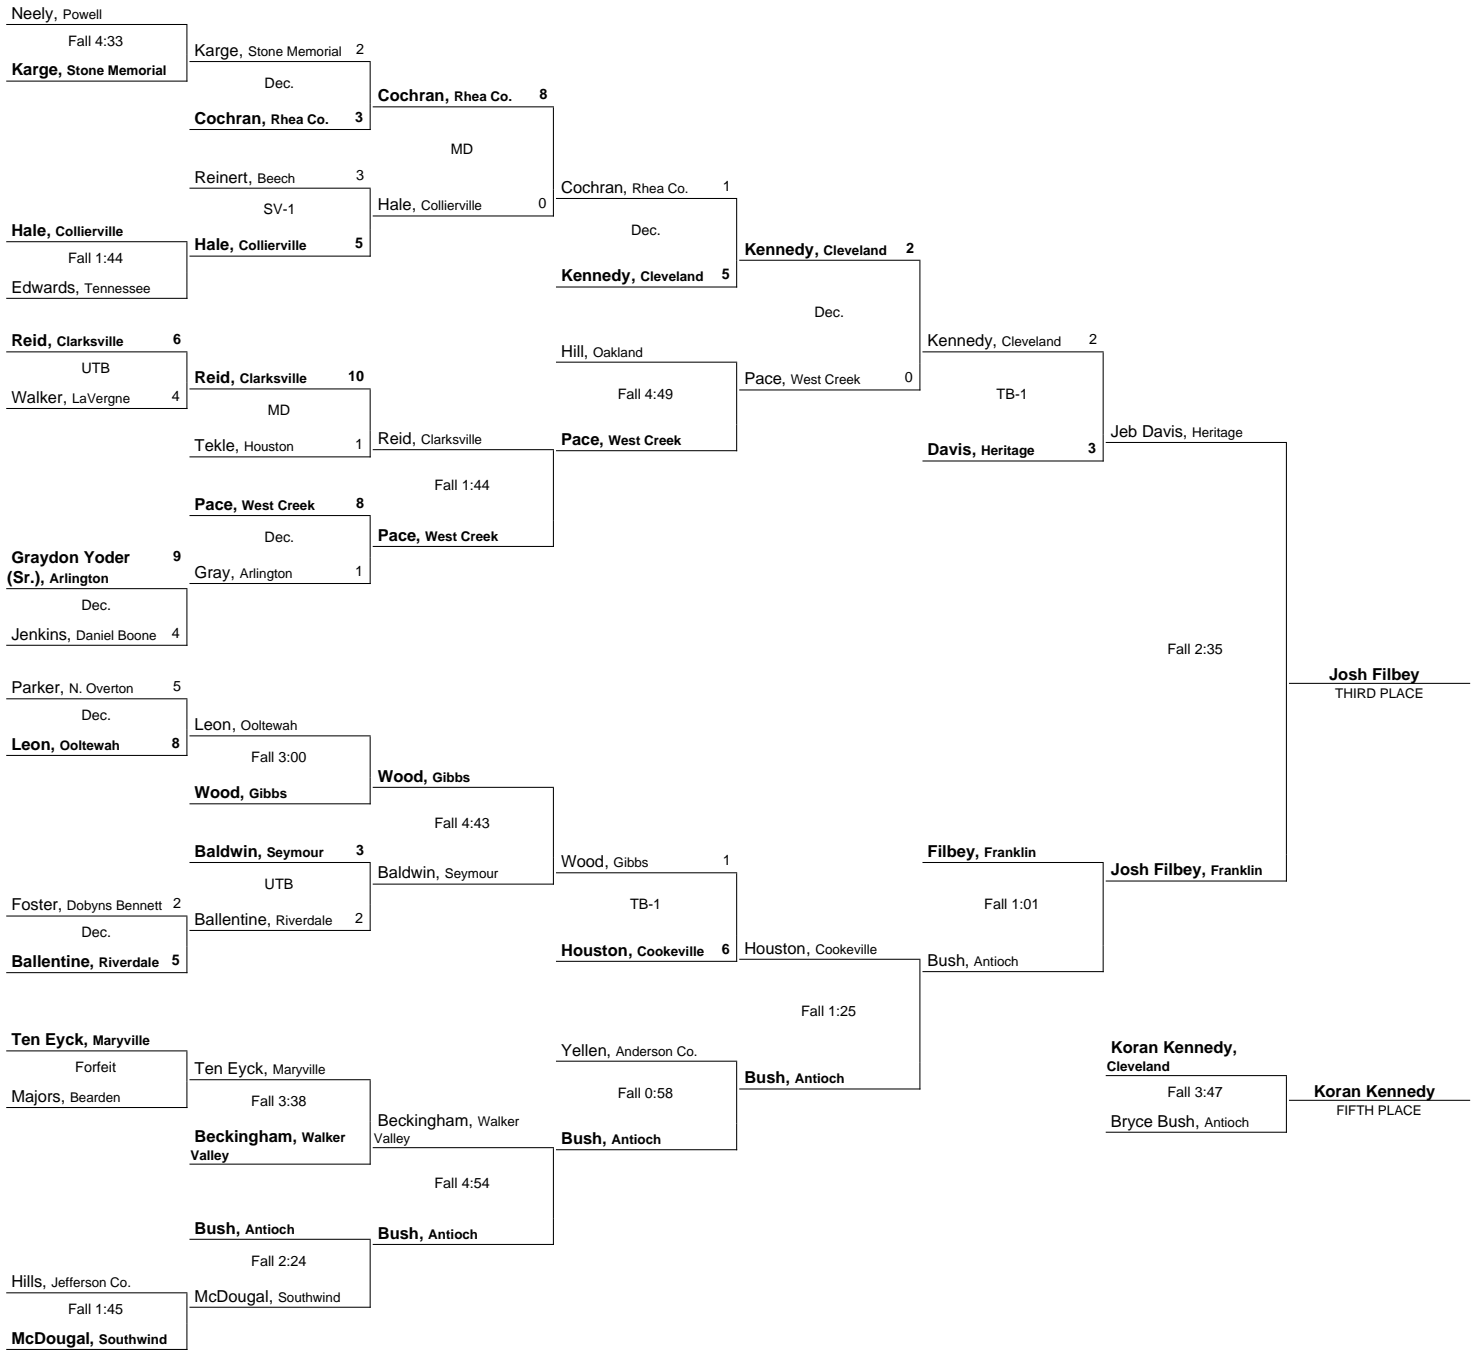 Neely, Powell
Fall 4:33
Karge, Stone Memorial
Karge, Stone Memorial 2
Dec.
Cochran, Rhea Co. 3
Cochran, Rhea Co. 8
MD
Reinert, Beech 3
SV-1
Hale, Collierville 5
Hale, Collierville 0
Hale, Collierville
Fall 1:44
Edwards, Tennessee
Cochran, Rhea Co. 1
Dec.
Kennedy, Cleveland 5
Kennedy, Cleveland 2
Dec.
Reid, Clarksville 6
UTB
Walker, LaVergne 4
Reid, Clarksville 10
MD
Tekle, Houston 1
Reid, Clarksville
Fall 1:44
Pace, West Creek 8
Dec.
Gray, Arlington 1
Pace, West Creek
Graydon Yoder 9
(Sr.), Arlington
Dec.
Jenkins, Daniel Boone 4
Hill, Oakland
Fall 4:49
Pace, West Creek
Pace, West Creek 0
Kennedy, Cleveland 2
TB-1
Davis, Heritage 3
Jeb Davis, Heritage
Fall 2:35
Josh Filbey
THIRD PLACE
Parker, N. Overton 5
Dec.
Leon, Ooltewah 8
Leon, Ooltewah
Fall 3:00
Wood, Gibbs
Wood, Gibbs
Fall 4:43
Baldwin, Seymour 3
UTB
Ballentine, Riverdale 2
Baldwin, Seymour
Foster, Dobyns Bennett 2
Dec.
Ballentine, Riverdale 5
Wood, Gibbs 1
TB-1
Houston, Cookeville 6
Houston, Cookeville
Fall 1:25
Filbey, Franklin
Fall 1:01
Bush, Antioch
Josh Filbey, Franklin
Ten Eyck, Maryville
Forfeit
Majors, Bearden
Ten Eyck, Maryville
Fall 3:38
Beckingham, Walker
Valley
Beckingham, Walker
Valley
Fall 4:54
Yellen, Anderson Co.
Fall 0:58
Bush, Antioch
Bush, Antioch
Koran Kennedy,
Cleveland
Fall 3:47
Bryce Bush, Antioch
Koran Kennedy
FIFTH PLACE
Bush, Antioch
Fall 2:24
McDougal, Southwind
Bush, Antioch
Hills, Jefferson Co.
Fall 1:45
McDougal, Southwind